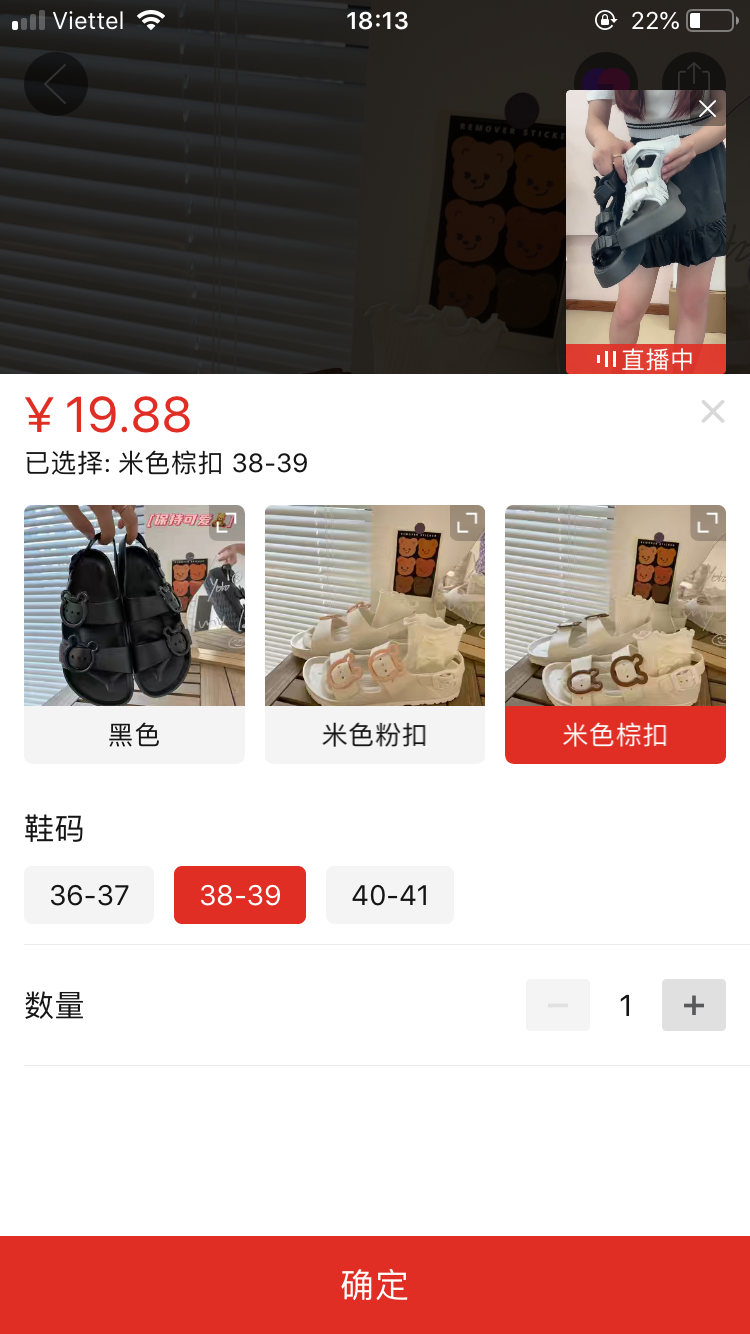 Viettel
18:13
22%
REMOVER STICKE
直播中
¥ 19.88
已选择: 米色棕扣 38-39
[保持可爱]
黑色
米色粉扣
米色棕扣
鞋码
36-37
38-39
40-41
数量
1
确定